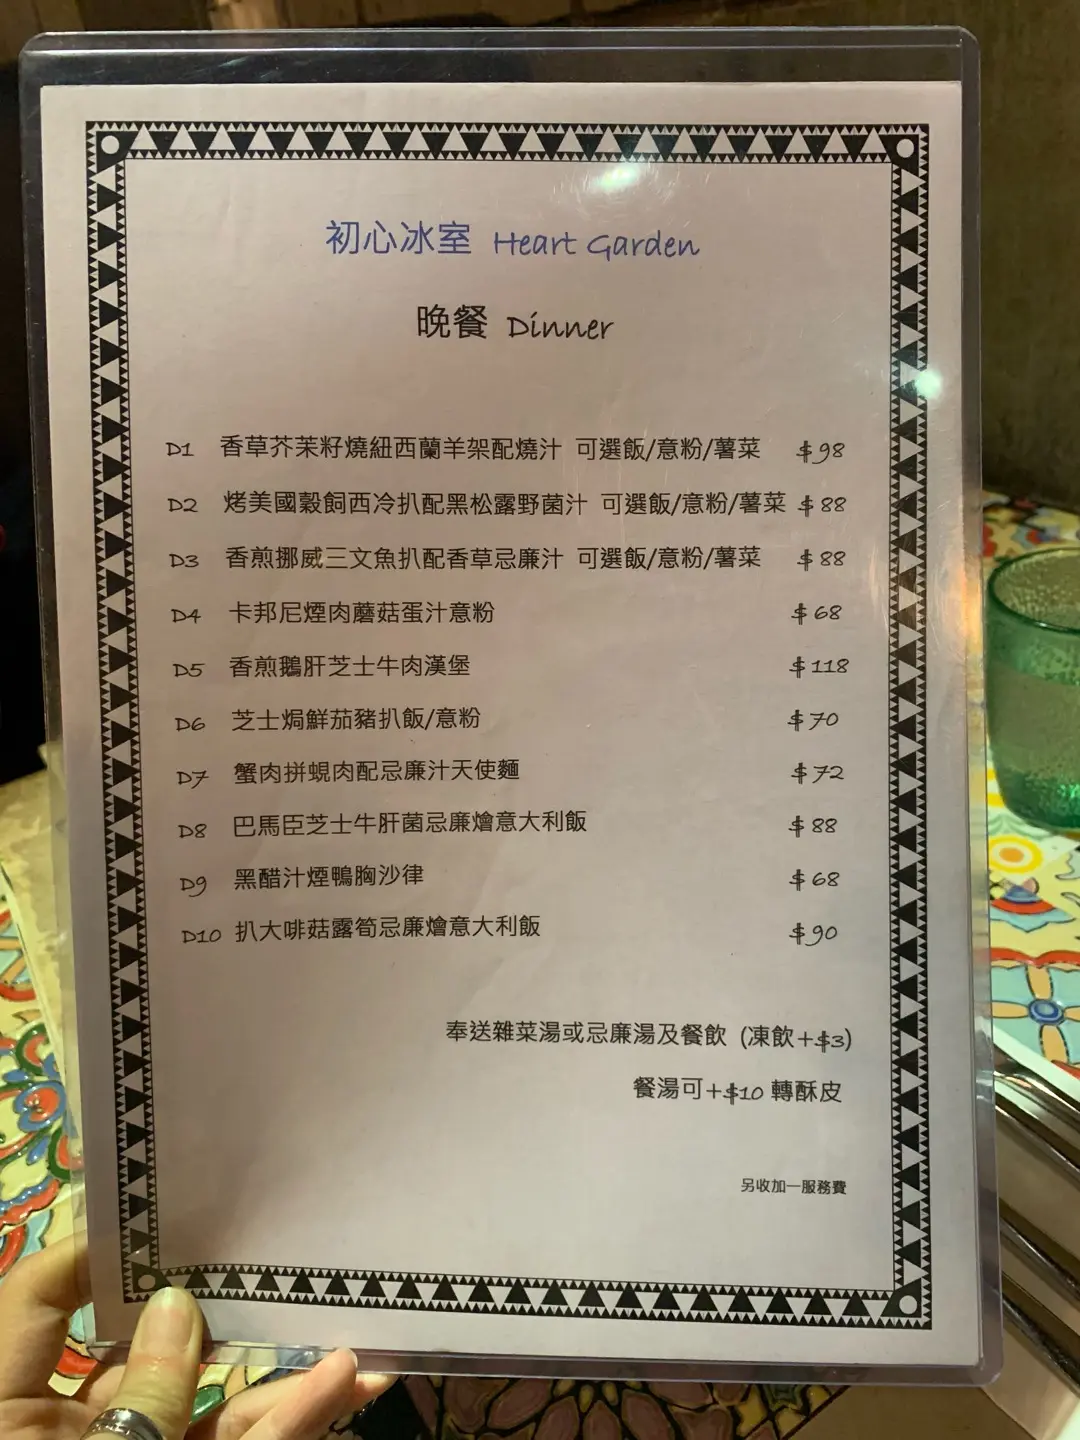 初心冰室 Heart Garden
晚餐 Dinner
D1 香草芥茉籽燒紐西蘭羊架配燒汁 可選飯/意粉/薯菜 $98
D2 烤美國穀飼西冷扒配黑松露野菌汁 可選飯/意粉/薯菜 $88
D3 香煎挪威三文魚扒配香草忌廉汁 可選飯/意粉/薯菜 $88
D4 卡邦尼煙肉蘑菇蛋汁意粉 $68
D5 香煎鵝肝芝士牛肉漢堡 $118
D6 芝士焗鮮茄豬扒飯/意粉 $70
D7 蟹肉拼蜆肉配忌廉汁天使麵 $72
D8 巴馬臣芝士牛肝菌忌廉燴意大利飯 $88
D9 黑醋汁煙鴨胸沙律 $68
D10 扒大啡菇露筍忌廉燴意大利飯 $90
奉送雜菜湯或忌廉湯及餐飲 (凍飲+$3)
餐湯可+$10 轉酥皮
另收加一服務費